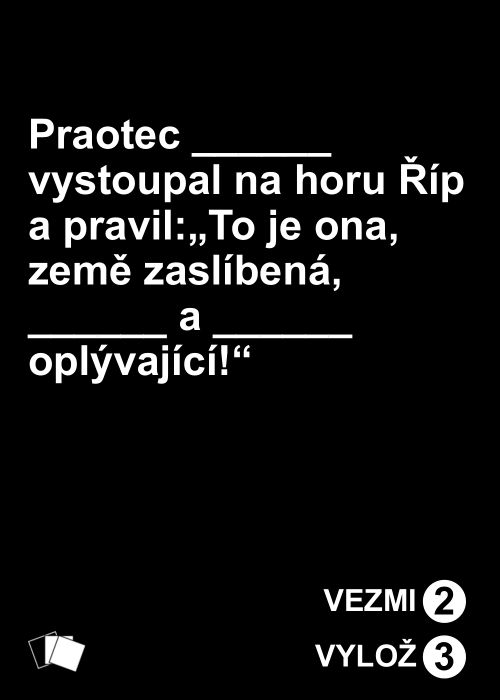 Praotec ______
vystoupal na horu Říp
a pravil:„To je ona,
země zaslíbená,
______ a ______
oplývající!“
VEZMI 2
VYLOŽ 3